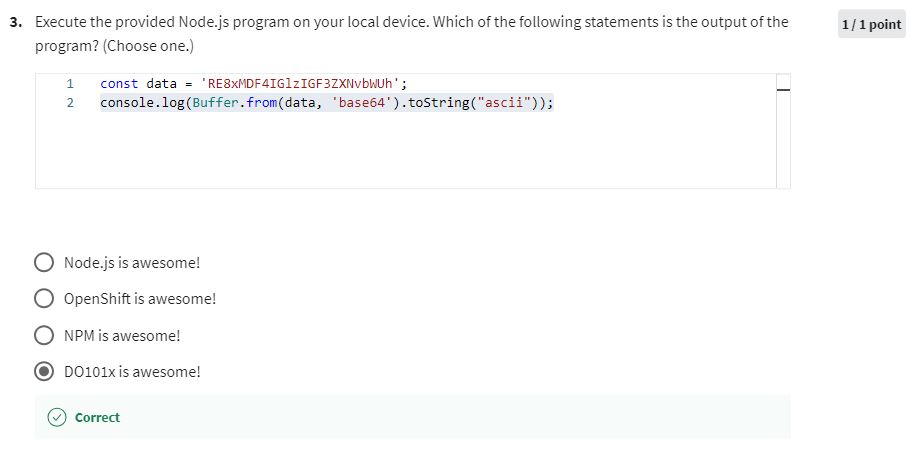 3. Execute the provided Node.js program on your local device. Which of the following statements is the output of the
program? (Choose one.)
1 / 1 point
1 const data = 'RE8xMDF4IGlzIGF3ZXNvbWUh';
2 console.log(Buffer.from(data, 'base64').toString("ascii"));
Node.js is awesome!
OpenShift is awesome!
NPM is awesome!
DO101x is awesome!
Correct